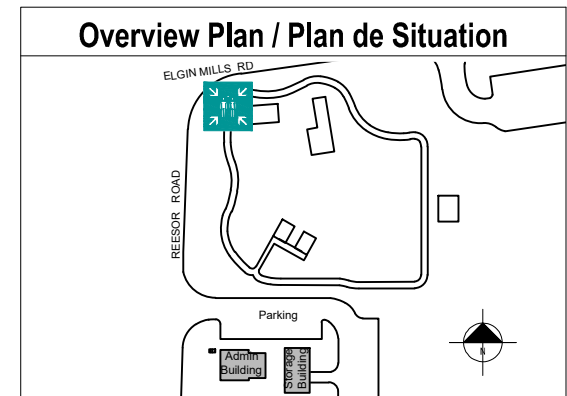 Overview Plan / Plan de Situation
ELGIN MILLS RD
REESOR ROAD
Parking
Admin
Building
Storage
Building
N